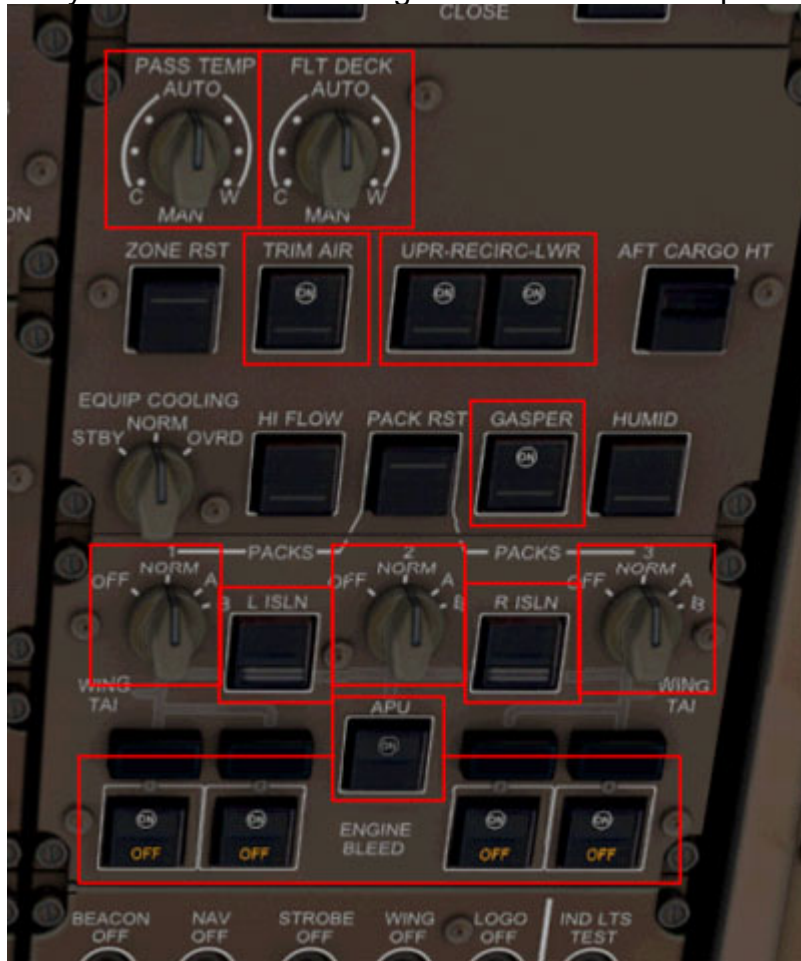 CLOSE
PASS TEMP FLT DECK
AUTO AUTO
C W C W
MAN MAN
ZONE RST TRIM AIR UPR-RECIRC-LWR AFT CARGO HT
ON ON ON
EQUIP COOLING
STBY NORM OVRD HI FLOW PACK RST GASPER HUMID
ON
1 PACKS 2 PACKS 3
OFF NORM A OFF NORM A OFF NORM A
B L ISLN B R ISLN B
WING TAI APU WING TAI
ON
ON ON ON ON
OFF OFF ENGINE BLEED OFF OFF
BEACON NAV STROBE WING LOGO IND LTS
OFF OFF OFF OFF OFF TEST